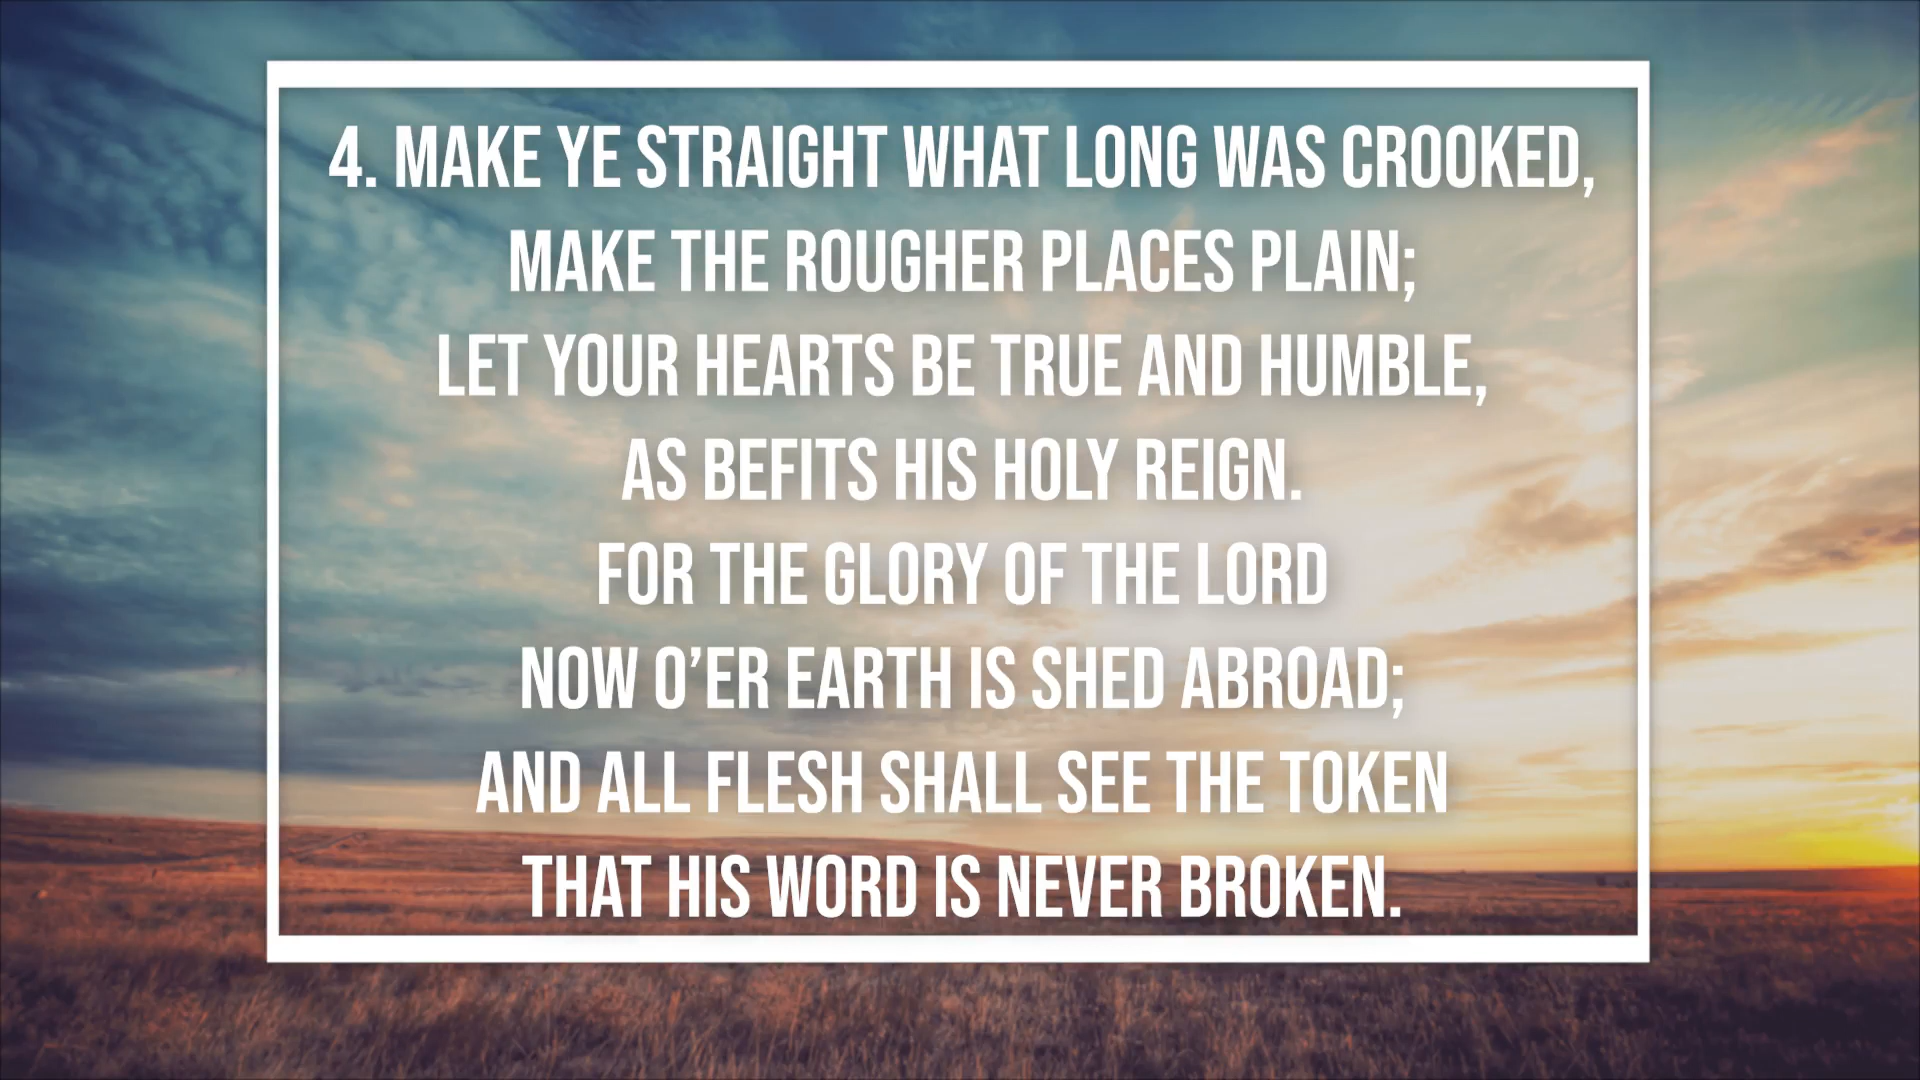 4. MAKE YE STRAIGHT WHAT LONG WAS CROOKED,
MAKE THE ROUGHER PLACES PLAIN;
LET YOUR HEARTS BE TRUE AND HUMBLE,
AS BEFITS HIS HOLY REIGN.
FOR THE GLORY OF THE LORD
NOW O’ER EARTH IS SHED ABROAD;
AND ALL FLESH SHALL SEE THE TOKEN
THAT HIS WORD IS NEVER BROKEN.